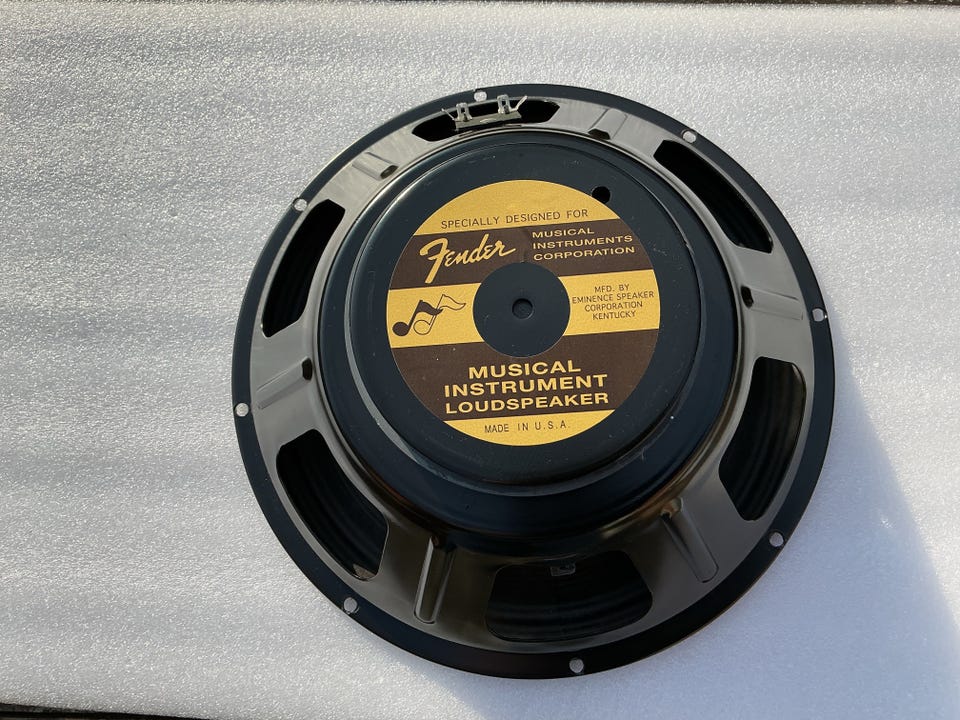 SPECIALLY DESIGNED FOR
Fender
MUSICAL
INSTRUMENTS
CORPORATION
MFD. BY
EMINENCE SPEAKER
CORPORATION
KENTUCKY
MUSICAL
INSTRUMENT
LOUDSPEAKER
MADE IN U.S.A.